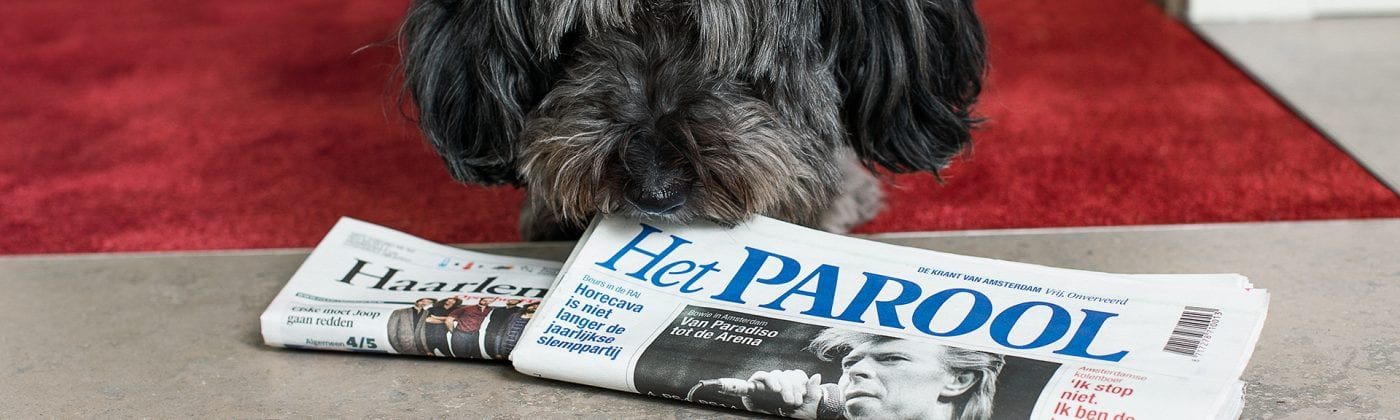 Haarlem
Ciske moet Joop
gaan redden
Algemeen 4/5
Het PAROOL
DE KRANT VAN AMSTERDAM Vrij, Onverveerd
Beurs in de RAI
Horecava
is niet
langer de
jaarlijkse
slemppartij
Bowie in Amsterdam
Van Paradiso
tot de Arena
Amsterdamse
kolenboer
'Ik stop
niet.
Ik ben de